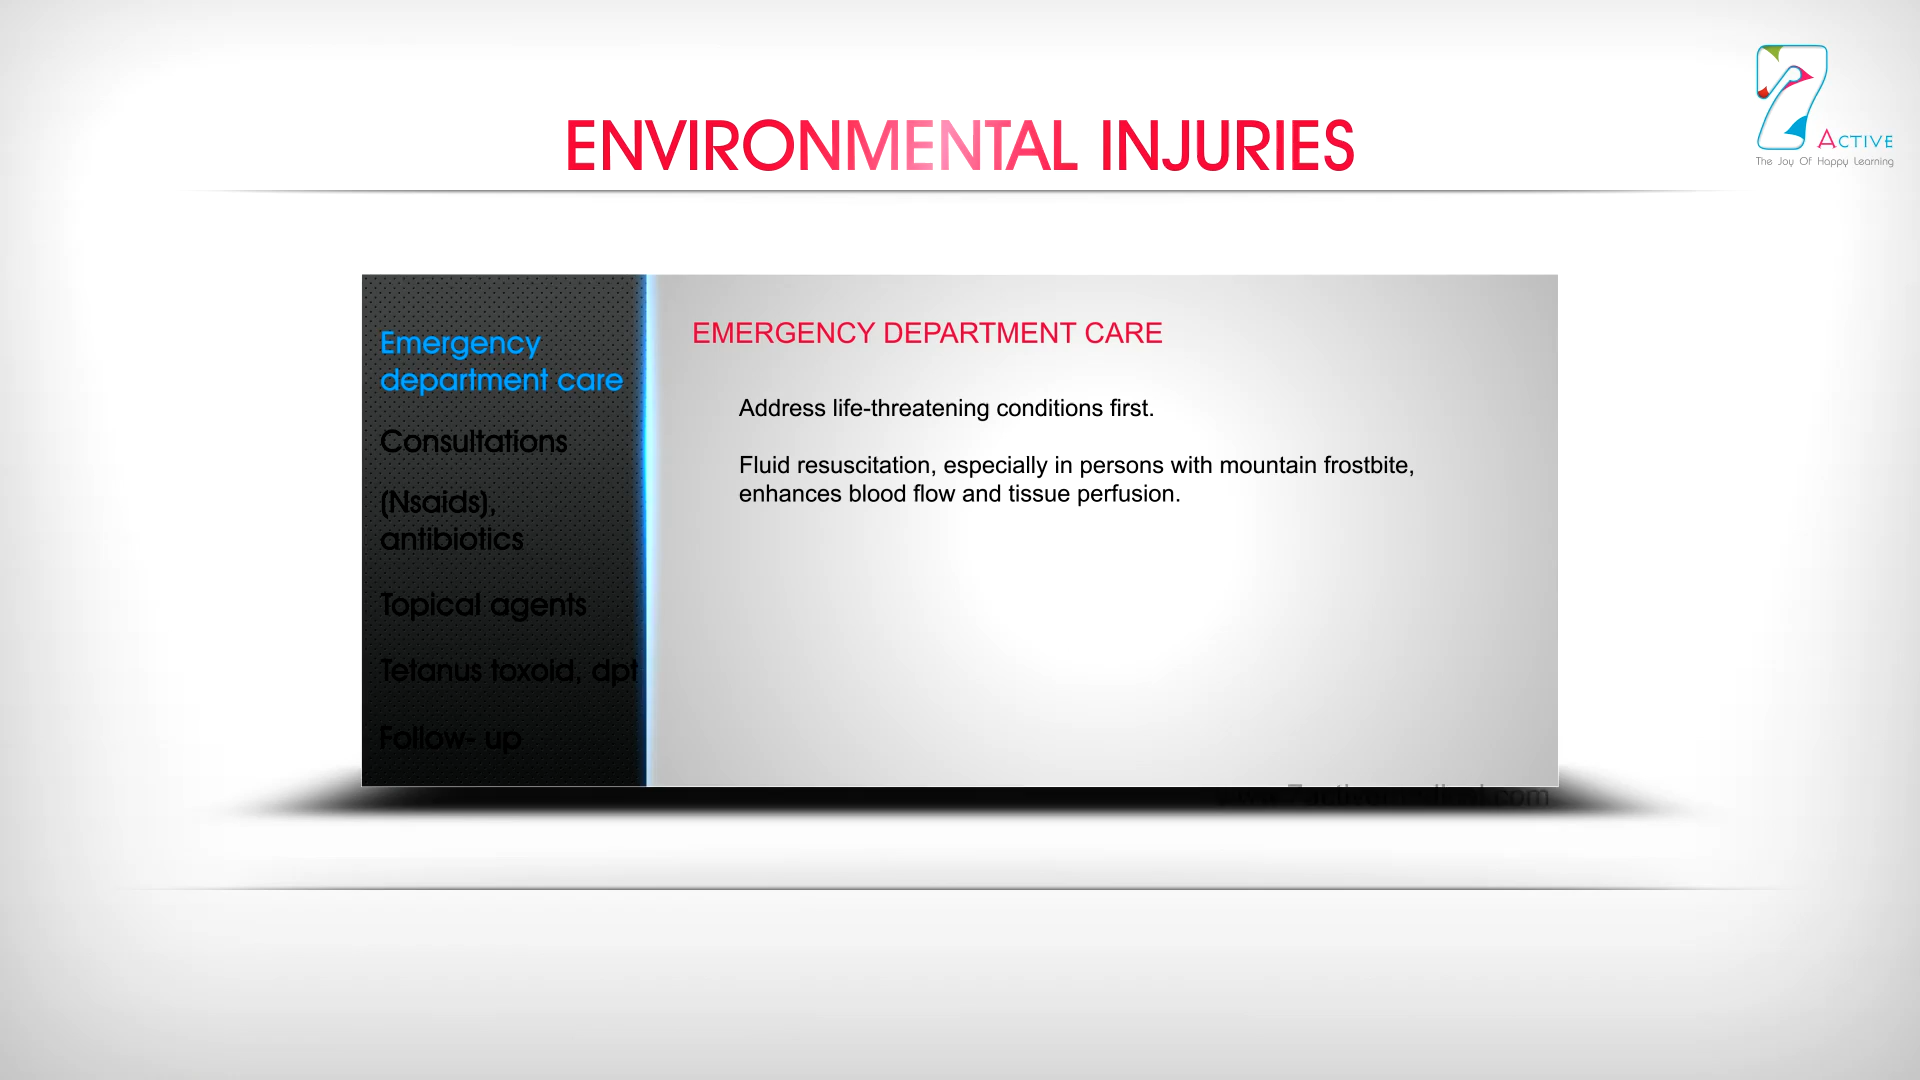 ENVIRONMENTAL INJURIES
7
ACTIVE
The Joy Of Happy Learning
Emergency
department care
Consultations
(Nsaids),
antibiotics
Topical agents
Tetanus toxoid, dpt
Follow- up
EMERGENCY DEPARTMENT CARE
Address life-threatening conditions first.
Fluid resuscitation, especially in persons with mountain frostbite,
enhances blood flow and tissue perfusion.